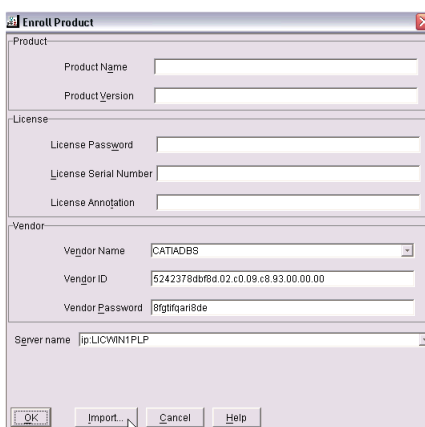 Enroll Product
Product
Product Name
Product Version
License
License Password
License Serial Number
License Annotation
Vendor
Vendor Name CATIADBS
Vendor ID 5242378dbf8d.02.c0.09.c8.93.00.00.00
Vendor Password 8fgtifqari8de
Server name ip:LICWIN1PLP
OK Import... Cancel Help